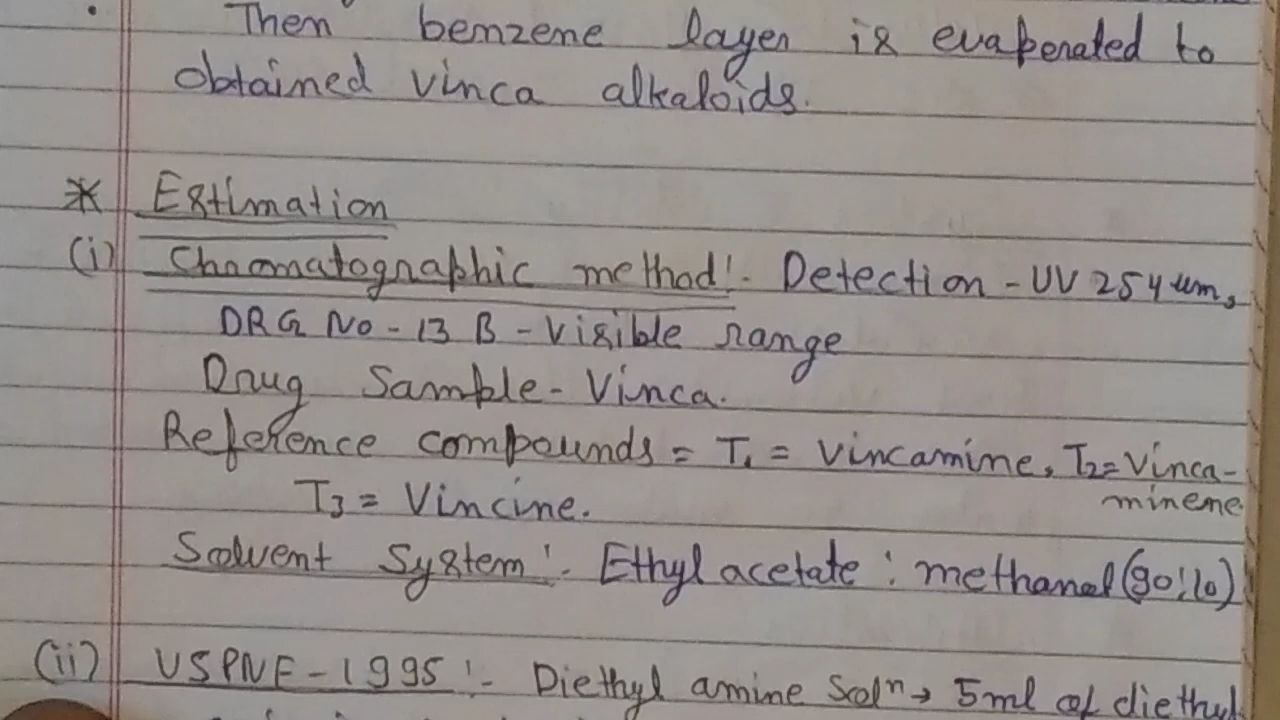 Then benzene layer is evaporated to
obtained vinca alkaloids.
* Estimation
(i) Chromatographic method:- Detection - UV 254 um,
DRG No - 13 B - Visible range
Drug Sample - Vinca.
Reference compounds = T1 = Vincamine, T2 = Vinca-
minene
T3 = Vincine.
Solvent System:- Ethyl acetate : methanol (90:10)
(ii) USPNF - 1995 :- Diethyl amine Solⁿ → 5ml of diethyl